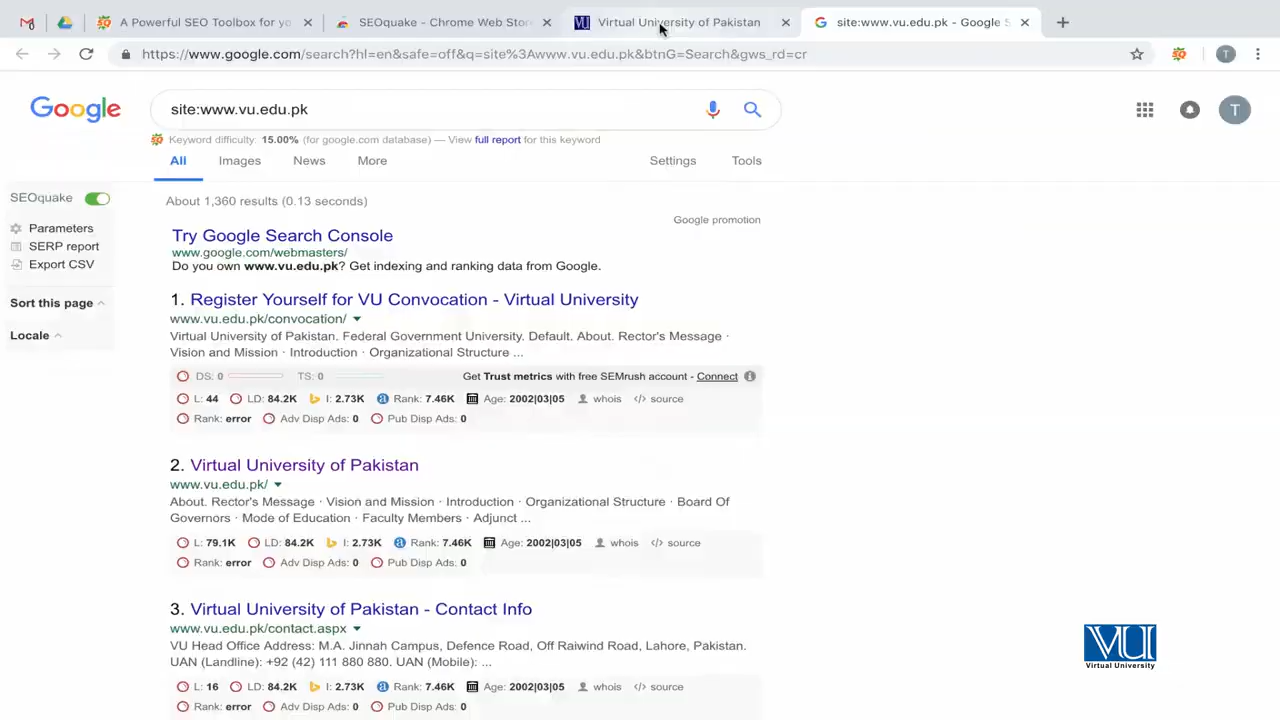 A Powerful SEO Toolbox for yo
SEOquake - Chrome Web Stor
VU Virtual University of Pakistan
site:www.vu.edu.pk - Google S
https://www.google.com/search?hl=en&safe=off&q=site%3Awww.vu.edu.pk&btnG=Search&gws_rd=cr
T
Google
site:www.vu.edu.pk
T
Keyword difficulty: 15.00% (for google.com database) — View full report for this keyword
All Images News More Settings Tools
SEOquake
Parameters
SERP report
Export CSV
Sort this page
Locale
About 1,360 results (0.13 seconds)
Google promotion
Try Google Search Console
www.google.com/webmasters/
Do you own www.vu.edu.pk? Get indexing and ranking data from Google.
1. Register Yourself for VU Convocation - Virtual University
www.vu.edu.pk/convocation/
Virtual University of Pakistan. Federal Government University. Default. About. Rector's Message ·
Vision and Mission · Introduction · Organizational Structure ...
DS: 0 TS: 0 Get Trust metrics with free SEMrush account - Connect
L: 44 LD: 84.2K I: 2.73K Rank: 7.46K Age: 2002|03|05 whois </> source
Rank: error Adv Disp Ads: 0 Pub Disp Ads: 0
2. Virtual University of Pakistan
www.vu.edu.pk/
About. Rector's Message · Vision and Mission · Introduction · Organizational Structure · Board Of
Governors · Mode of Education · Faculty Members · Adjunct ...
L: 79.1K LD: 84.2K I: 2.73K Rank: 7.46K Age: 2002|03|05 whois </> source
Rank: error Adv Disp Ads: 0 Pub Disp Ads: 0
3. Virtual University of Pakistan - Contact Info
www.vu.edu.pk/contact.aspx
VU Head Office Address: M.A. Jinnah Campus, Defence Road, Off Raiwind Road, Lahore, Pakistan.
UAN (Landline): +92 (42) 111 880 880. UAN (Mobile): ...
L: 16 LD: 84.2K I: 2.73K Rank: 7.46K Age: 2002|03|05 whois </> source
Rank: error Adv Disp Ads: 0 Pub Disp Ads: 0
VU
Virtual University